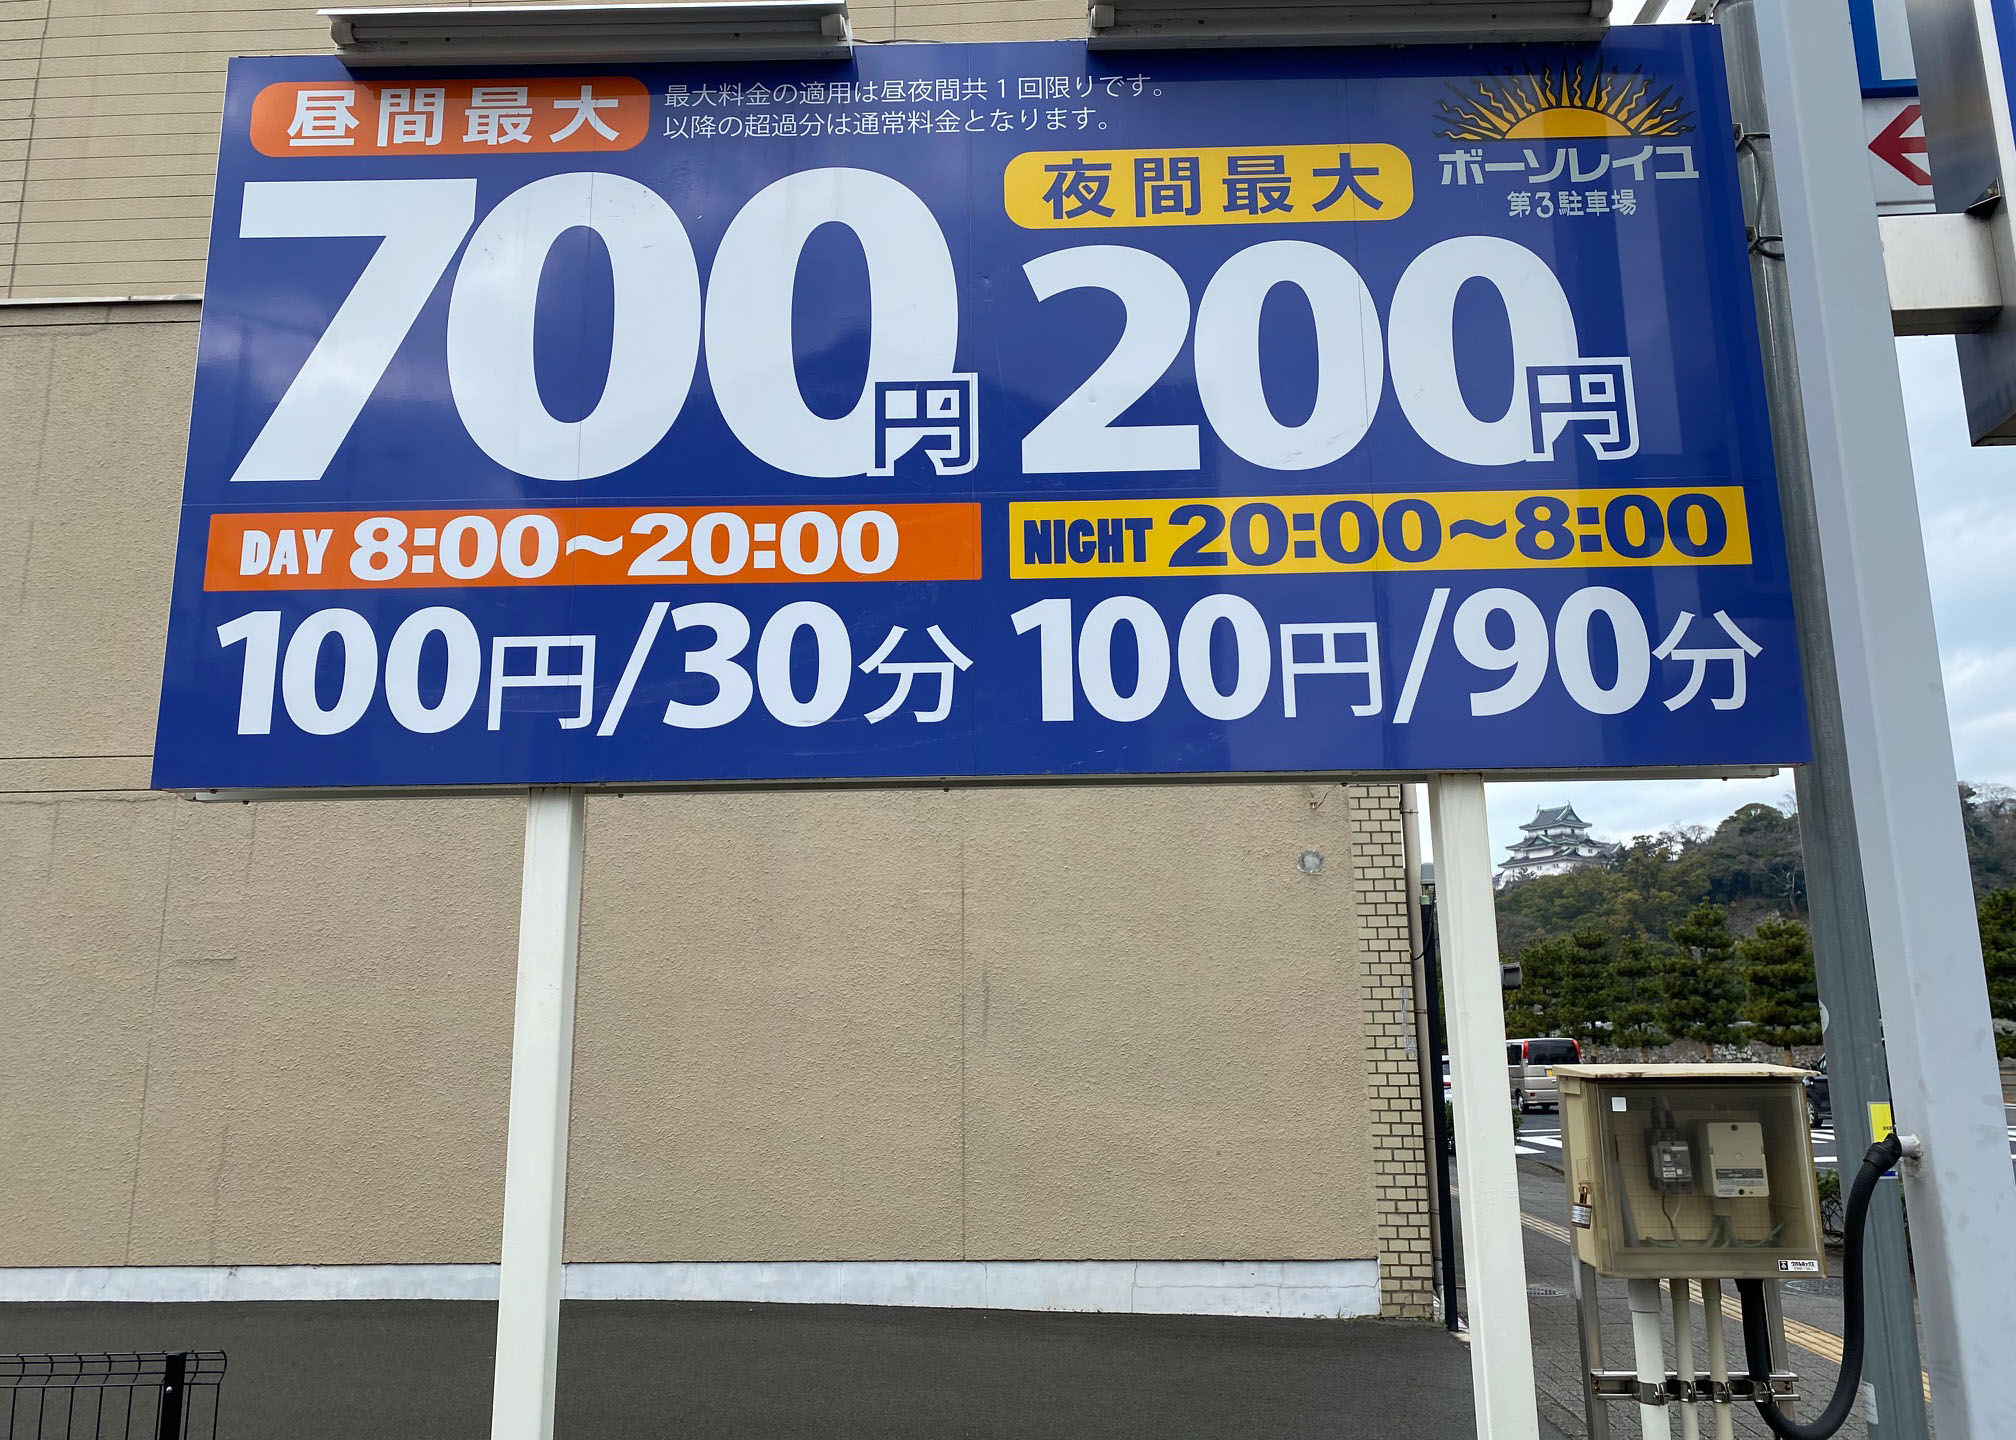 昼間最大
最大料金の適用は昼夜間共1回限りです。
以降の超過分は通常料金となります。
700円
DAY 8:00~20:00
100円/30分
ボーソレイユ
第3駐車場
夜間最大
200円
NIGHT 20:00~8:00
100円/90分